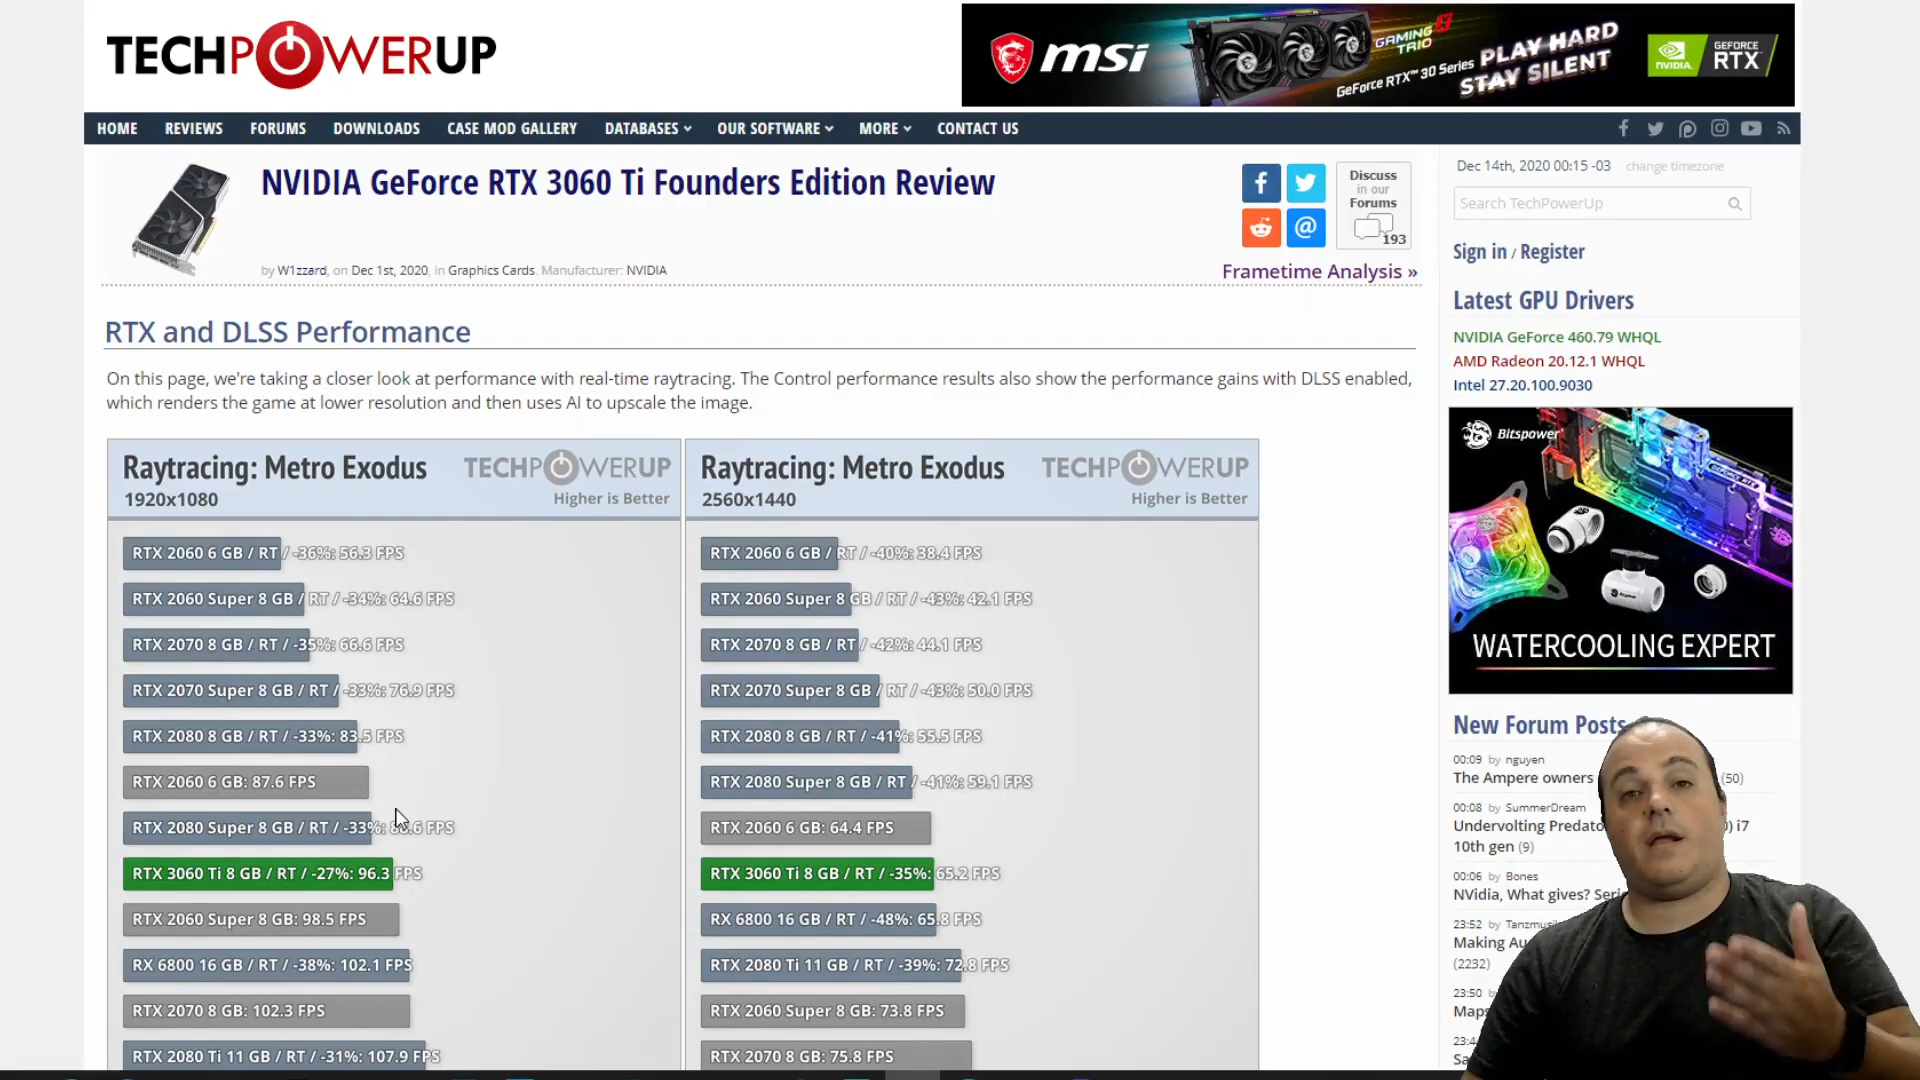 TECHPOWERUP
msi
GAMING
TRIO
GeForce RTX™ 30 Series
PLAY HARD
STAY SILENT
NVIDIA.
GEFORCE
RTX
HOME
REVIEWS
FORUMS
DOWNLOADS
CASE MOD GALLERY
DATABASES
OUR SOFTWARE
MORE
CONTACT US
NVIDIA GeForce RTX 3060 Ti Founders Edition Review
by W1zzard, on Dec 1st, 2020, in Graphics Cards. Manufacturer: NVIDIA
Discuss
in our
Forums
193
Frametime Analysis »
Dec 14th, 2020 00:15 -03 change timezone
Search TechPowerUp
Sign in / Register
Latest GPU Drivers
NVIDIA GeForce 460.79 WHQL
AMD Radeon 20.12.1 WHQL
Intel 27.20.100.9030
RTX and DLSS Performance
On this page, we're taking a closer look at performance with real-time raytracing. The Control performance results also show the performance gains with DLSS enabled,
which renders the game at lower resolution and then uses AI to upscale the image.
Raytracing: Metro Exodus
1920x1080
TECHPOWERUP
Higher is Better
RTX 2060 6 GB / RT / -36%: 56.3 FPS
RTX 2060 Super 8 GB / RT / -34%: 64.6 FPS
RTX 2070 8 GB / RT / -35%: 66.6 FPS
RTX 2070 Super 8 GB / RT / -33%: 76.9 FPS
RTX 2080 8 GB / RT / -33%: 83.5 FPS
RTX 2060 6 GB: 87.6 FPS
RTX 2080 Super 8 GB / RT / -33%: FPS
RTX 3060 Ti 8 GB / RT / -27%: 96.3 FPS
RTX 2060 Super 8 GB: 98.5 FPS
RX 6800 16 GB / RT / -38%: 102.1 FPS
RTX 2070 8 GB: 102.3 FPS
RTX 2080 Ti 11 GB / RT / -31%: 107.9 FPS
Raytracing: Metro Exodus
2560x1440
TECHPOWERUP
Higher is Better
RTX 2060 6 GB / RT / -40%: 38.4 FPS
RTX 2060 Super 8 GB / RT / -43%: 42.1 FPS
RTX 2070 8 GB / RT / -42%: 44.1 FPS
RTX 2070 Super 8 GB / RT / -43%: 50.0 FPS
RTX 2080 8 GB / RT / -41%: 55.5 FPS
RTX 2080 Super 8 GB / RT / -41%: 59.1 FPS
RTX 2060 6 GB: 64.4 FPS
RTX 3060 Ti 8 GB / RT / -35%: 65.2 FPS
RX 6800 16 GB / RT / -48%: 65.8 FPS
RTX 2080 Ti 11 GB / RT / -39%: 72.8 FPS
RTX 2060 Super 8 GB: 73.8 FPS
RTX 2070 8 GB: 75.8 FPS
Bitspower
WATERCOOLING EXPERT
New Forum Posts
00:09 by nguyen
The Ampere owners (50)
00:08 by SummerDream
Undervolting i7
10th gen (9)
00:06 by Bones
NVidia, What gives?
23:52 by
Making
(2232)
23:50